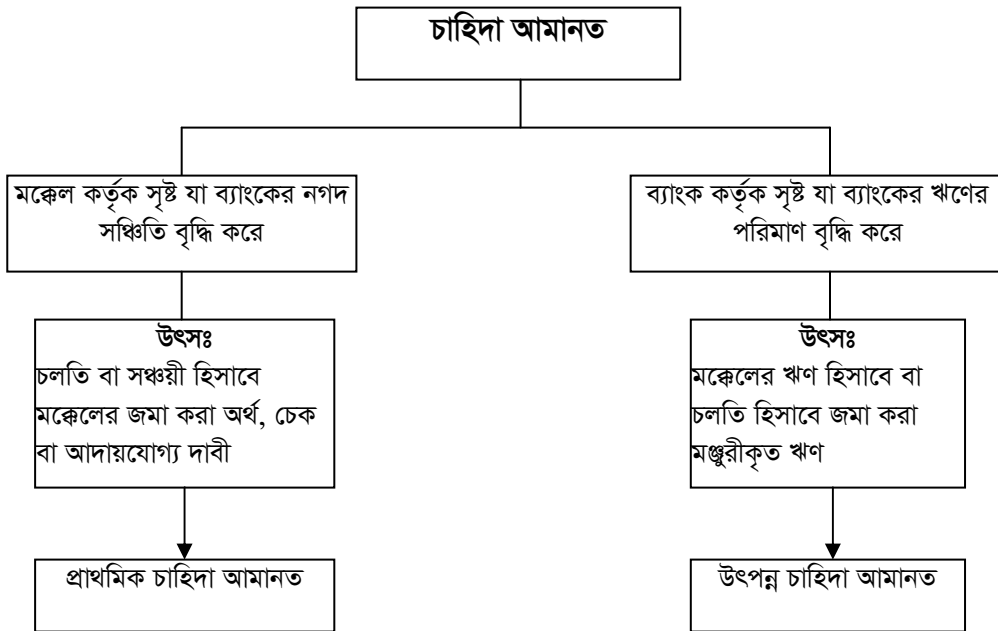 চাহিদা আমানত
মক্কেল কর্তৃক সৃষ্ট যা ব্যাংকের নগদ
সঞ্চিতি বৃদ্ধি করে
ব্যাংক কর্তৃক সৃষ্ট যা ব্যাংকের ঋণের
পরিমাণ বৃদ্ধি করে
উৎসঃ
চলতি বা সঞ্চয়ী হিসাবে
মক্কেলের জমা করা অর্থ, চেক
বা আদায়যোগ্য দাবী
উৎসঃ
মক্কেলের ঋণ হিসাবে বা
চলতি হিসাবে জমা করা
মঞ্জুরীকৃত ঋণ
প্রাথমিক চাহিদা আমানত
উৎপন্ন চাহিদা আমানত